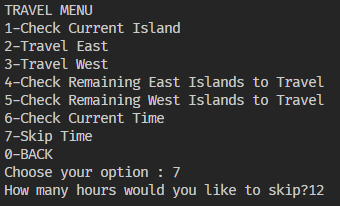 TRAVEL MENU
1-Check Current Island
2-Travel East
3-Travel West
4-Check Remaining East Islands to Travel
5-Check Remaining West Islands to Travel
6-Check Current Time
7-Skip Time
0-BACK
Choose your option : 7
How many hours would you like to skip?12